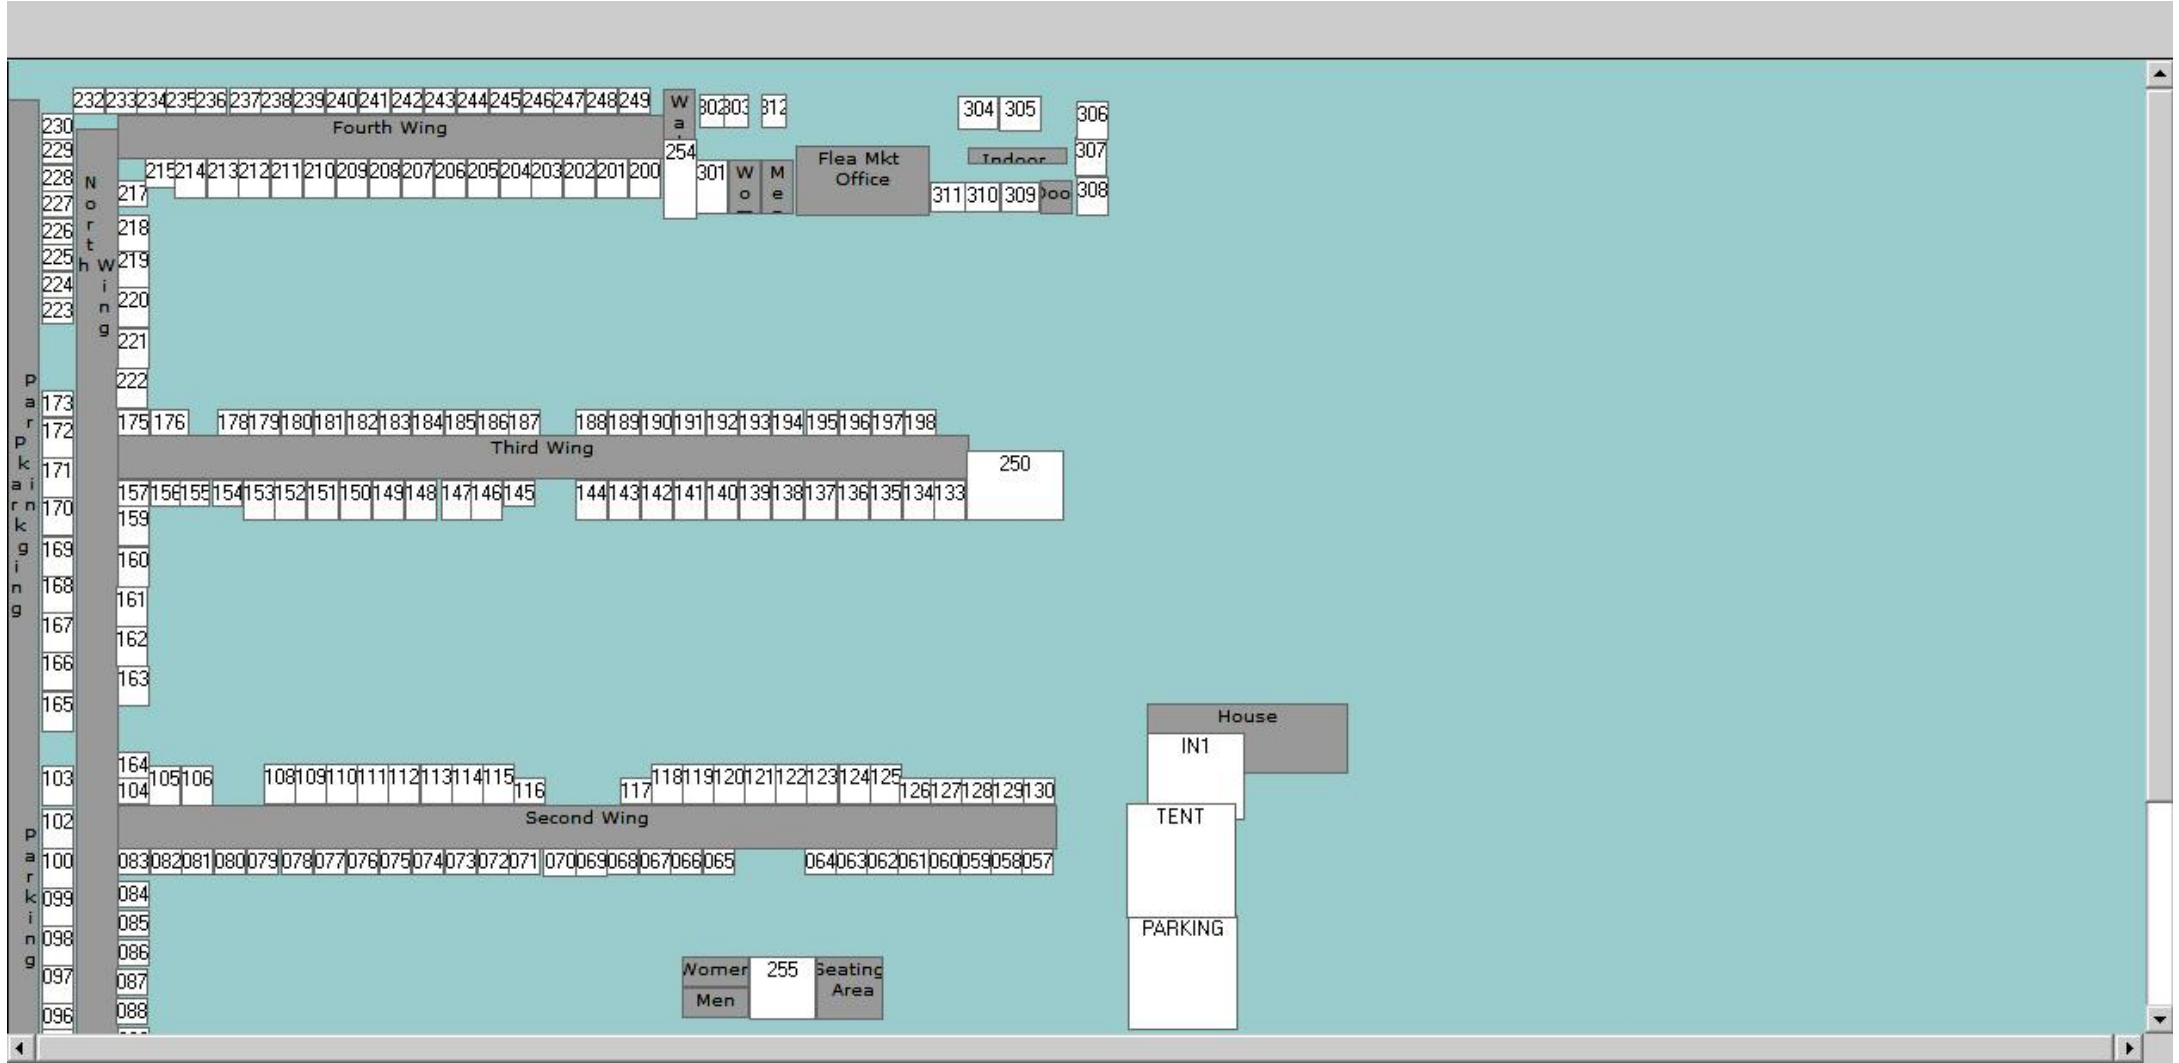 232 233 234 235 236 237 238 239 240 241 242 243 244 245 246 247 248 249
W
a
302 303 312
304 305
306
230
Fourth Wing
229
254
Flea Mkt
Office
Indoor
307
228
215 214 213 212 211 210 209 208 207 206 205 204 203 202 201 200
301
W
o
M
e
217
311 310 309 Doo 308
227
226
218
225
219
224
220
223
North
Wing
221
222
Parking
Parking
173
175 176 178 179 180 181 182 183 184 185 186 187 188 189 190 191 192 193 194 195 196 197 198
172
Third Wing
250
171
157 156 155 154 153 152 151 150 149 148 147 146 145 144 143 142 141 140 139 138 137 136 135 134 133
170
159
169
160
168
161
167
162
166
163
165
House
IN1
103
164
104
105 106 108 109 110 111 112 113 114 115 116 117 118 119 120 121 122 123 124 125 126 127 128 129 130
102
Second Wing
TENT
Parking
100
083 082 081 080 079 078 077 076 075 074 073 072 071 070 069 068 067 066 065 064 063 062 061 060 059 058 057
099
084
085
098
086
PARKING
097
087
Women
Men
255
Seating
Area
096
088